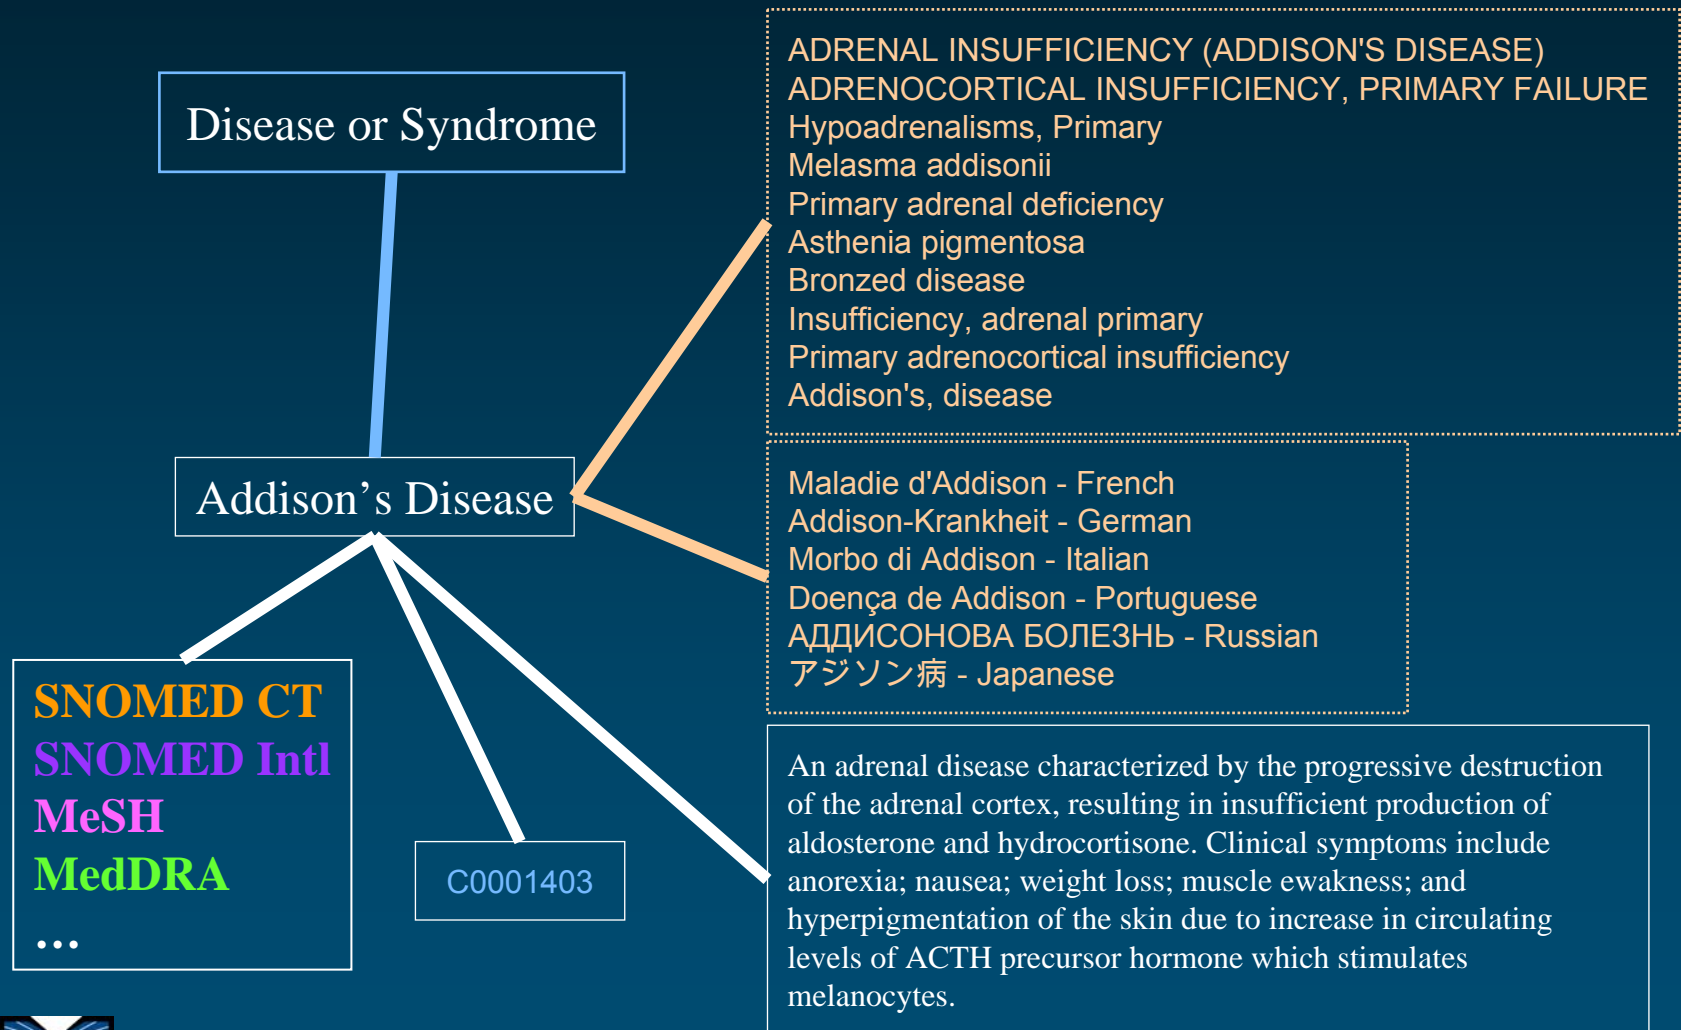 Disease or Syndrome
Addison’s Disease
SNOMED CT
SNOMED Intl
MeSH
MedDRA
…
C0001403
ADRENAL INSUFFICIENCY (ADDISON'S DISEASE)
ADRENOCORTICAL INSUFFICIENCY, PRIMARY FAILURE
Hypoadrenalisms, Primary
Melasma addisonii
Primary adrenal deficiency
Asthenia pigmentosa
Bronzed disease
Insufficiency, adrenal primary
Primary adrenocortical insufficiency
Addison's, disease
Maladie d'Addison - French
Addison-Krankheit - German
Morbo di Addison - Italian
Doença de Addison - Portuguese
АДДИСОНОВА БОЛЕЗНЬ - Russian
アジソン病 - Japanese
An adrenal disease characterized by the progressive destruction
of the adrenal cortex, resulting in insufficient production of
aldosterone and hydrocortisone. Clinical symptoms include
anorexia; nausea; weight loss; muscle ewakness; and
hyperpigmentation of the skin due to increase in circulating
levels of ACTH precursor hormone which stimulates
melanocytes.